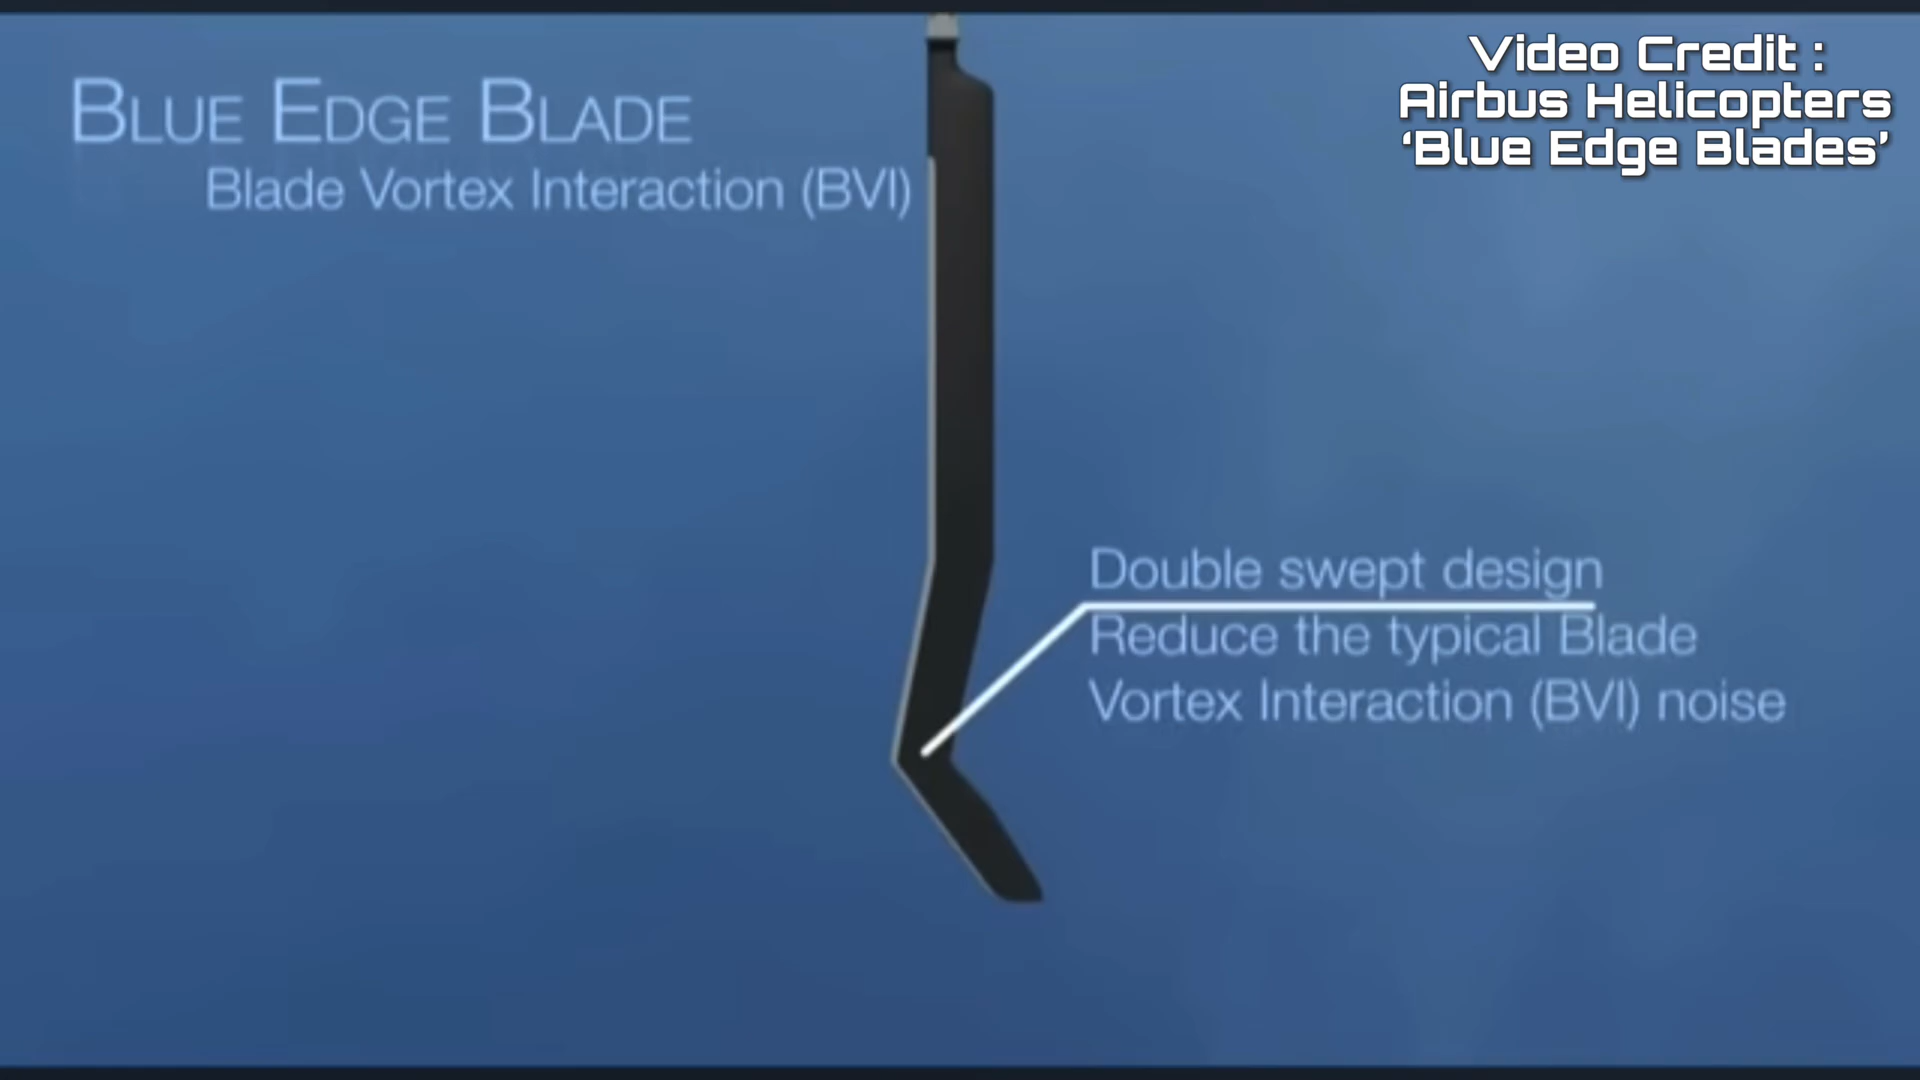 BLUE EDGE BLADE
Blade Vortex Interaction (BVI)
Video Credit :
Airbus Helicopters
‘Blue Edge Blades’
Double swept design
Reduce the typical Blade
Vortex Interaction (BVI) noise